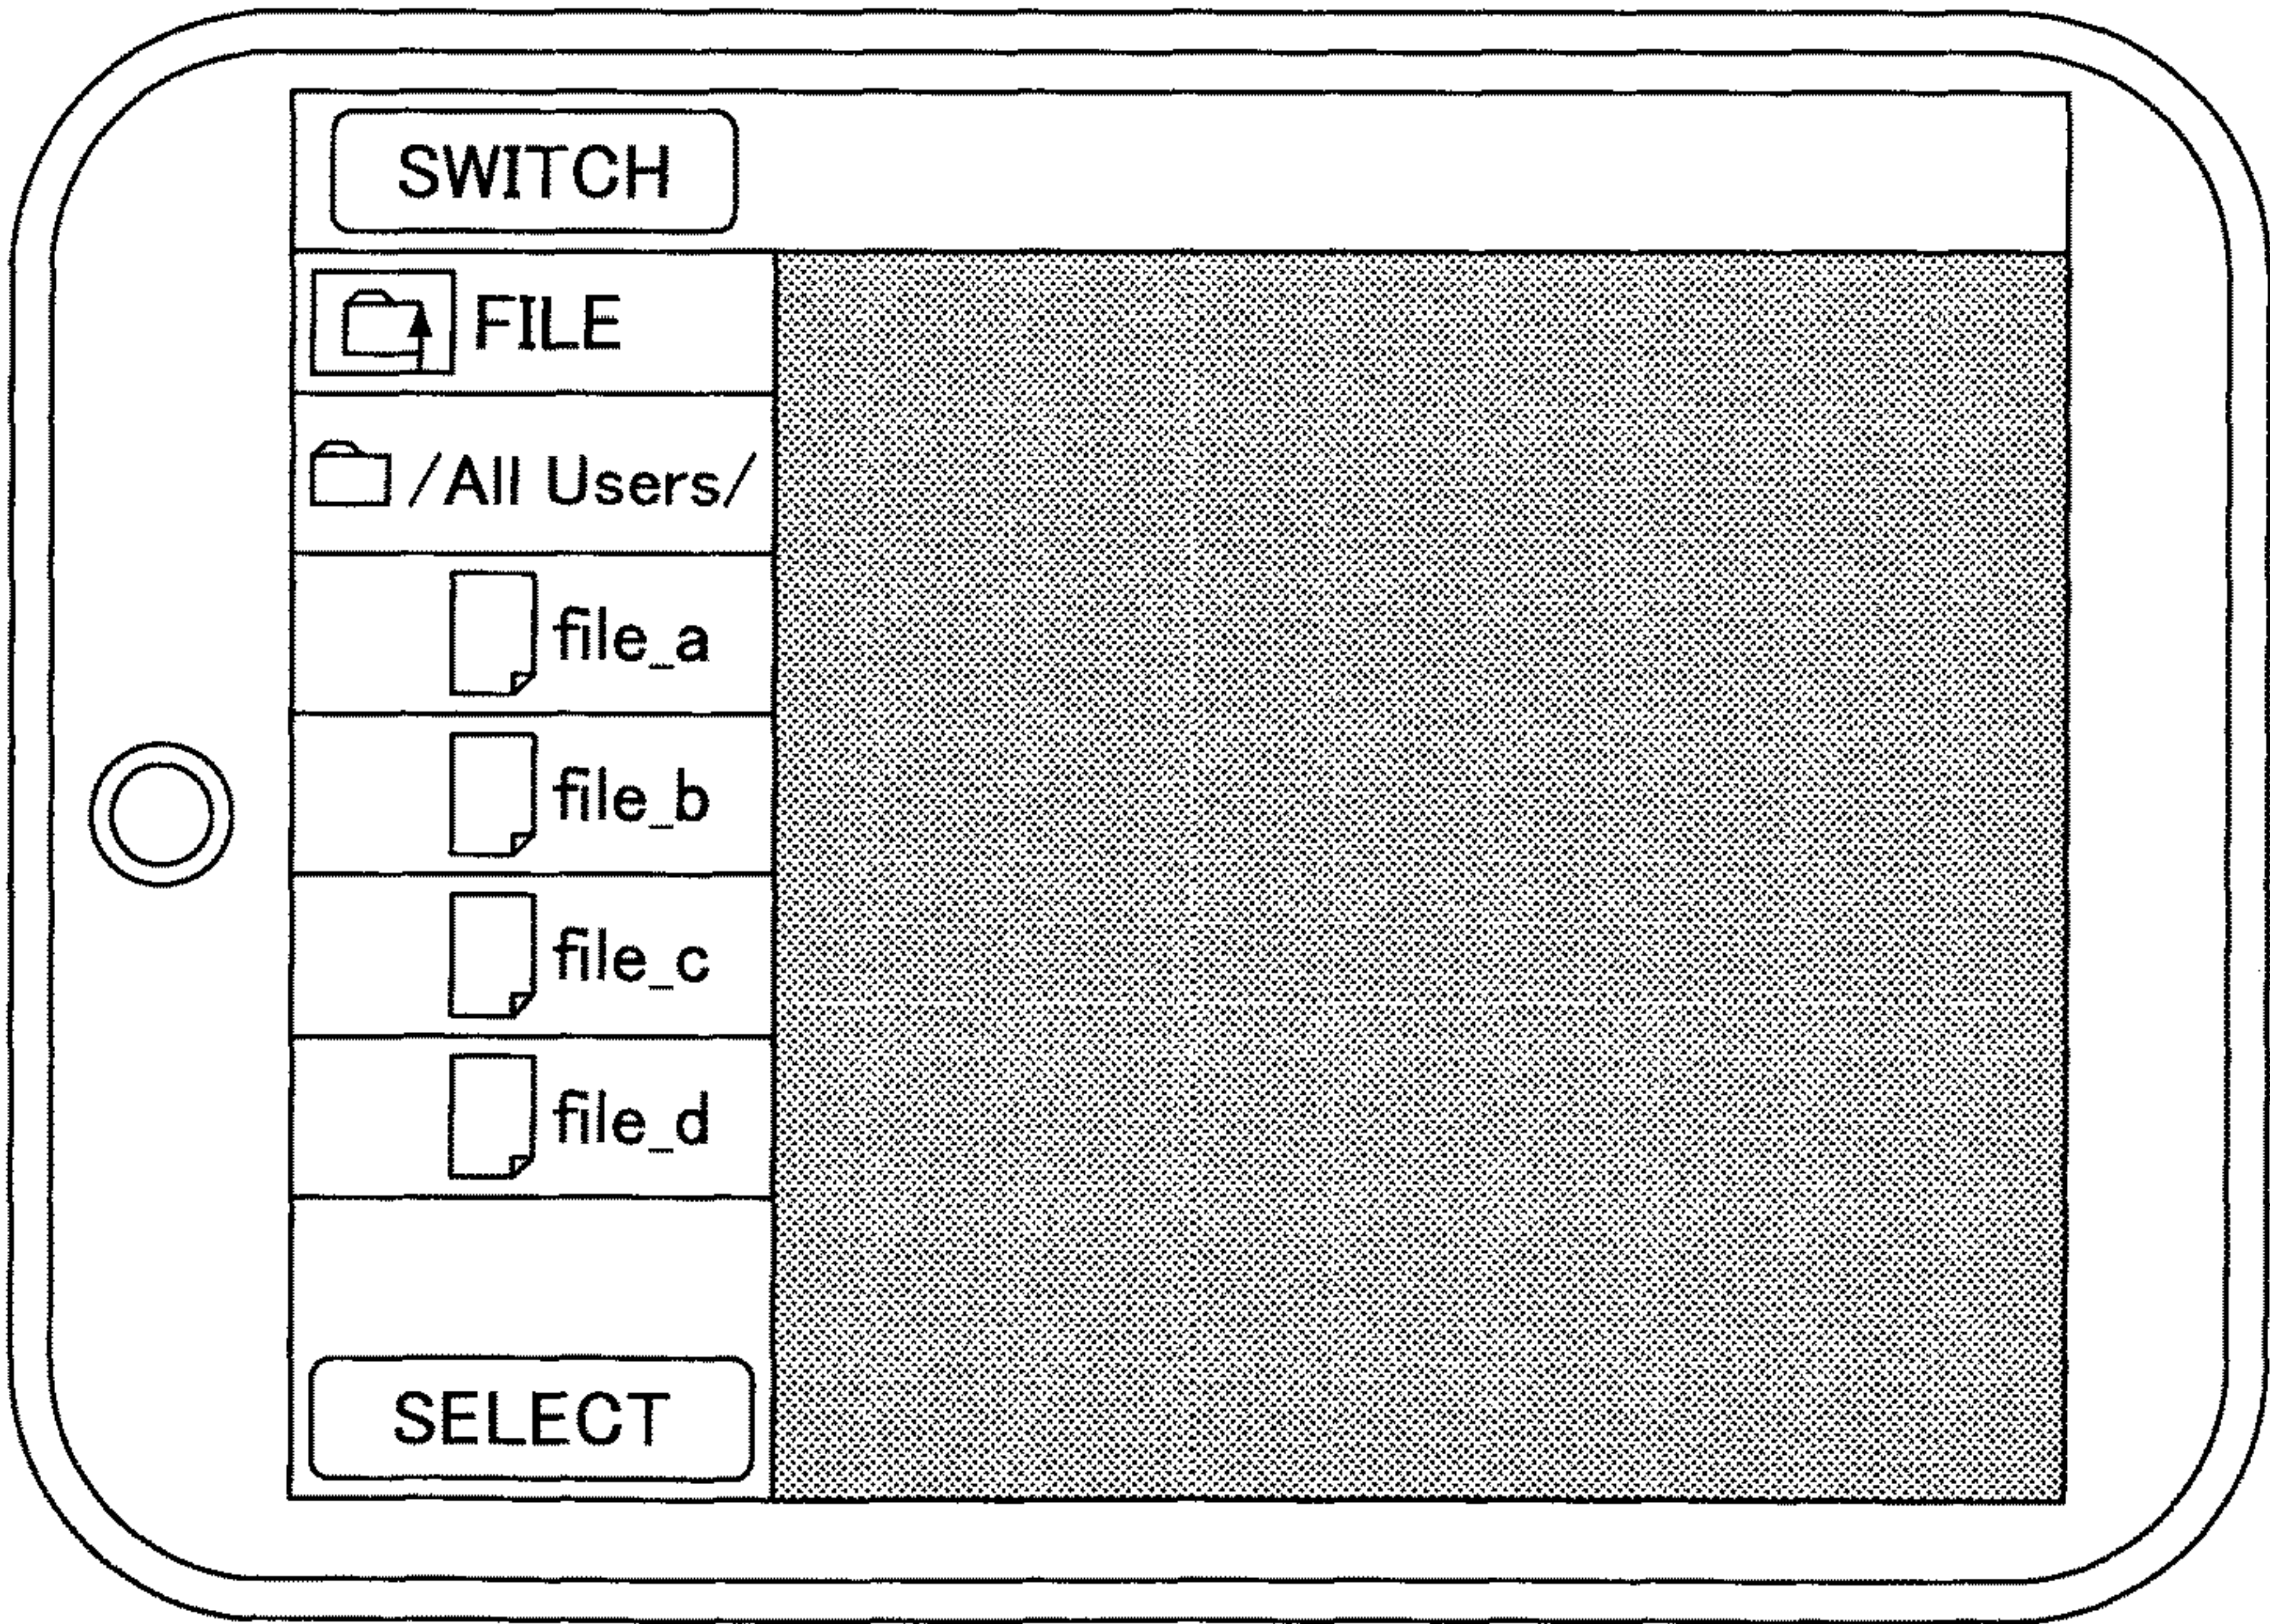 SWITCH
FILE
/All Users/
file_a
file_b
file_c
file_d
SELECT